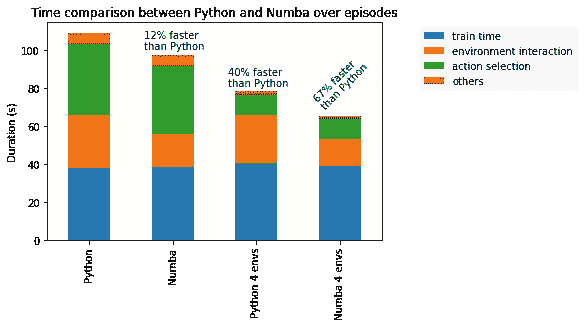 Time comparison between Python and Numba over episodes
train time
environment interaction
action selection
others
12% faster
than Python
40% faster
than Python
67% faster
than Python
Duration (s)
100
80
60
40
20
0
Python
Numba
Python 4 envs
Numba 4 envs